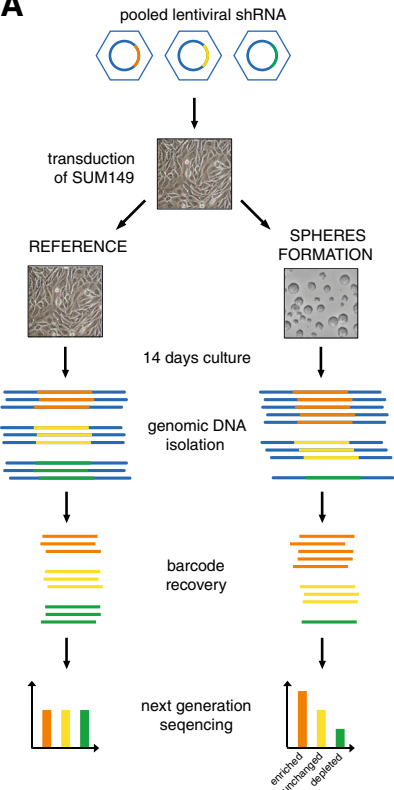 A
pooled lentiviral shRNA
transduction
of SUM149
REFERENCE
SPHERES
FORMATION
14 days culture
genomic DNA
isolation
barcode
recovery
next generation
seqencing
enriched
unchanged
depleted